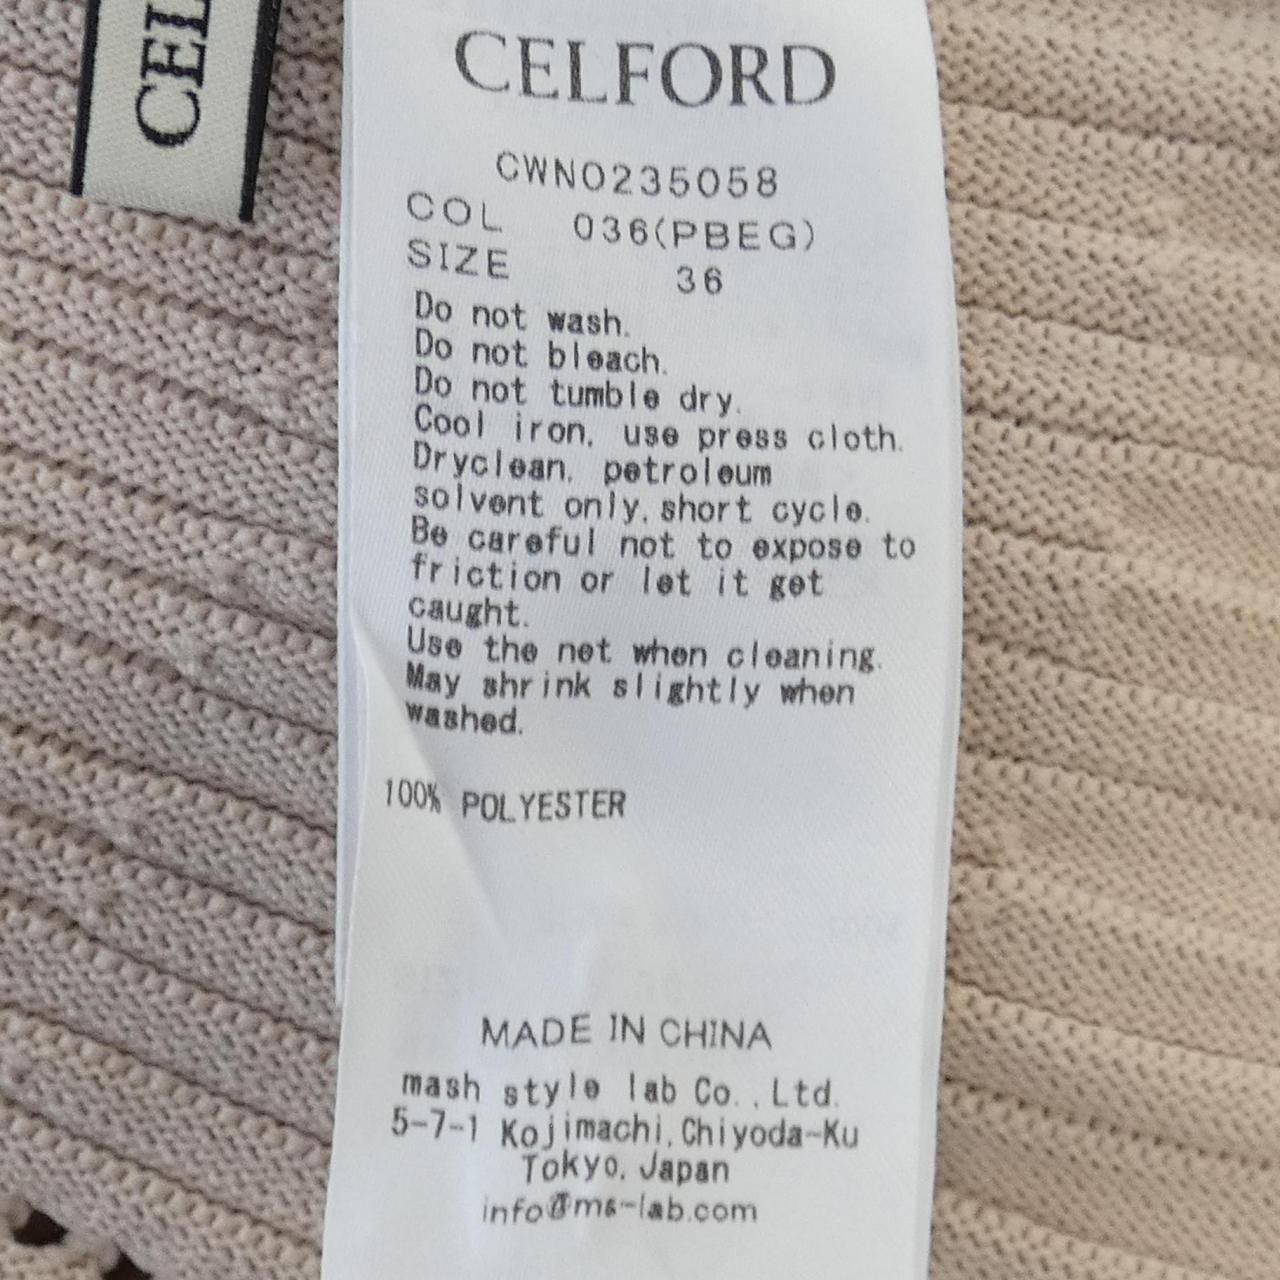 CEL
CELFORD
CWNO235058
COL 036(PBEG)
SIZE 36
Do not wash.
Do not bleach.
Do not tumble dry.
Cool iron, use press cloth.
Dryclean, petroleum
solvent only, short cycle.
Be careful not to expose to
friction or let it get
caught.
Use the net when cleaning.
May shrink slightly when
washed.
100% POLYESTER
MADE IN CHINA
mash style lab Co., Ltd.
5-7-1 Kojimachi, Chiyoda-Ku
Tokyo, Japan
info@ms-lab.com